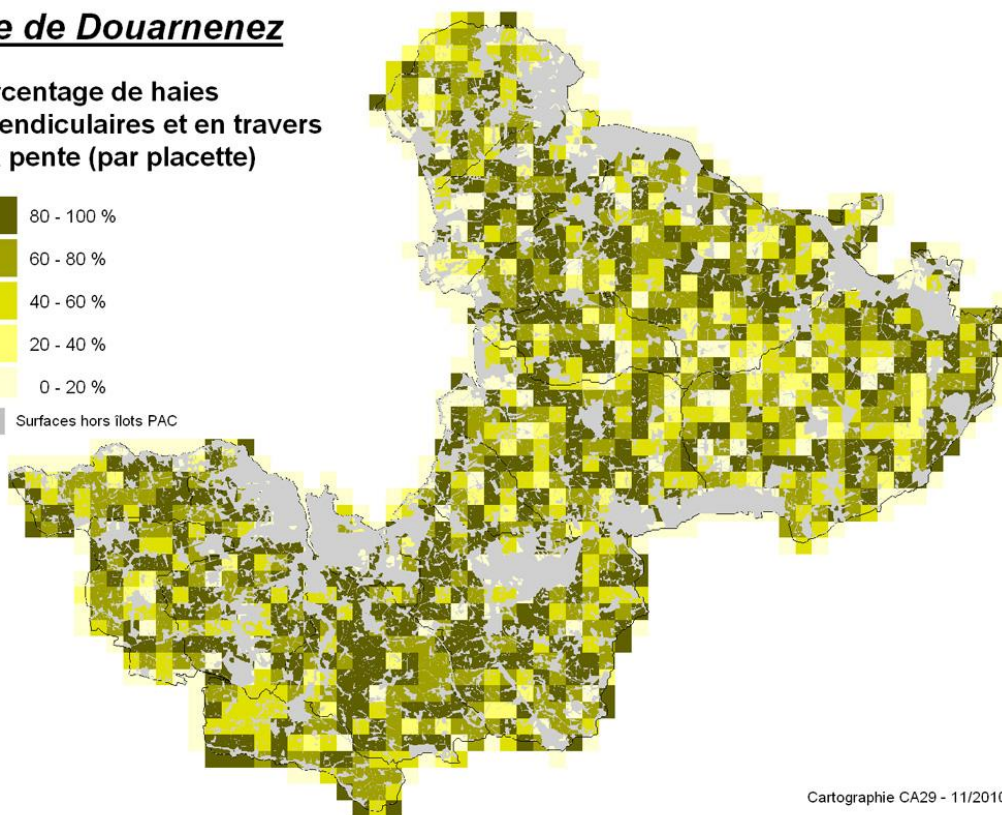 e de Douarnenez
rcentage de haies
endiculaires et en travers
pente (par placette)
80 - 100 %
60 - 80 %
40 - 60 %
20 - 40 %
0 - 20 %
Surfaces hors îlots PAC
Cartographie CA29 - 11/2010